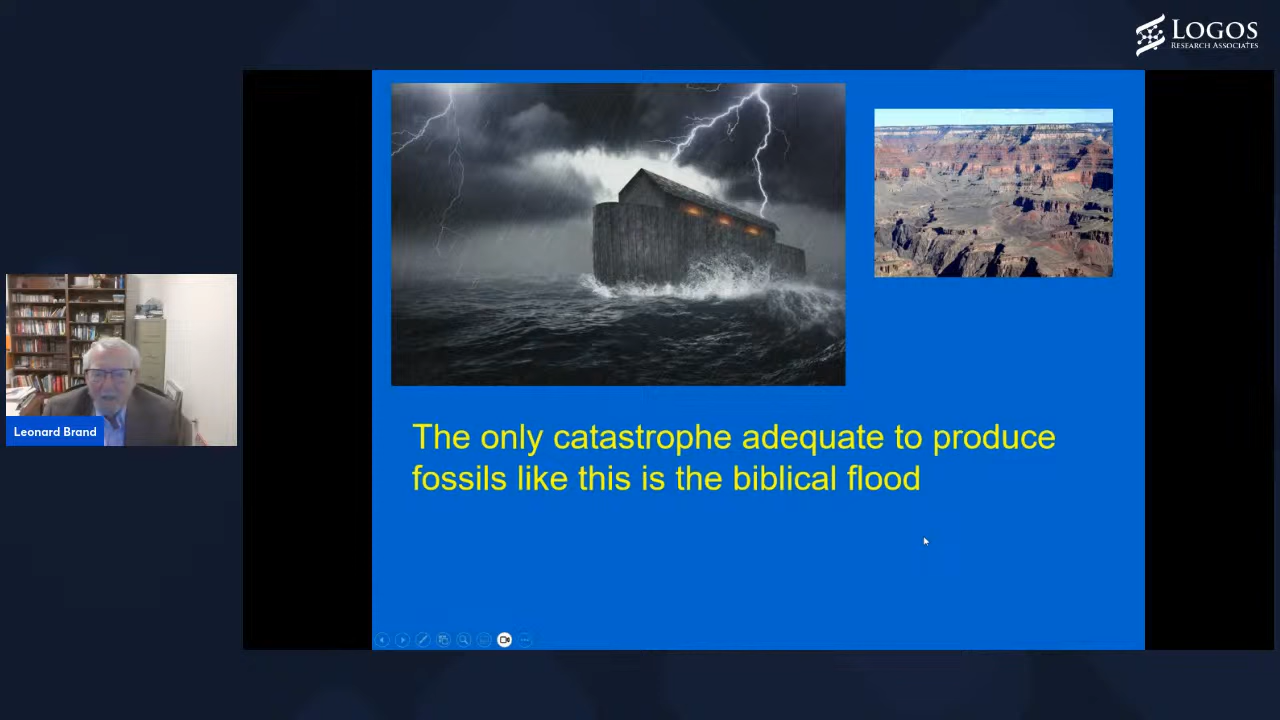 LOGOS
RESEARCH ASSOCIATES
The only catastrophe adequate to produce
fossils like this is the biblical flood
Leonard Brand